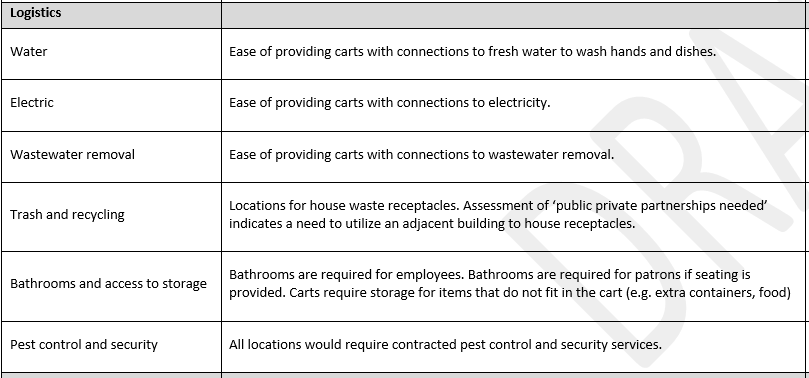 Logistics
Water
Ease of providing carts with connections to fresh water to wash hands and dishes.
Electric
Ease of providing carts with connections to electricity.
Wastewater removal
Ease of providing carts with connections to wastewater removal.
Trash and recycling
Locations for house waste receptacles. Assessment of ‘public private partnerships needed’
indicates a need to utilize an adjacent building to house receptacles.
Bathrooms and access to storage
Bathrooms are required for employees. Bathrooms are required for patrons if seating is
provided. Carts require storage for items that do not fit in the cart (e.g. extra containers, food)
Pest control and security
All locations would require contracted pest control and security services.
DRA